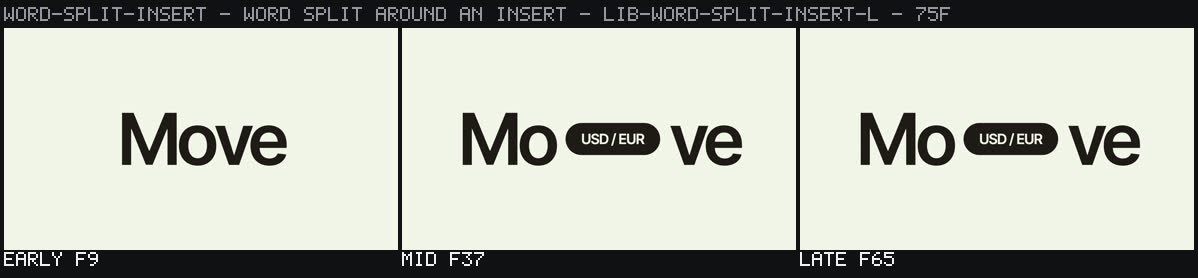 WORD-SPLIT-INSERT - WORD SPLIT AROUND AN INSERT - LIB-WORD-SPLIT-INSERT-L - 75F
Move
Mo USD / EUR ve
Mo USD / EUR ve
EARLY F9
MID F37
LATE F65